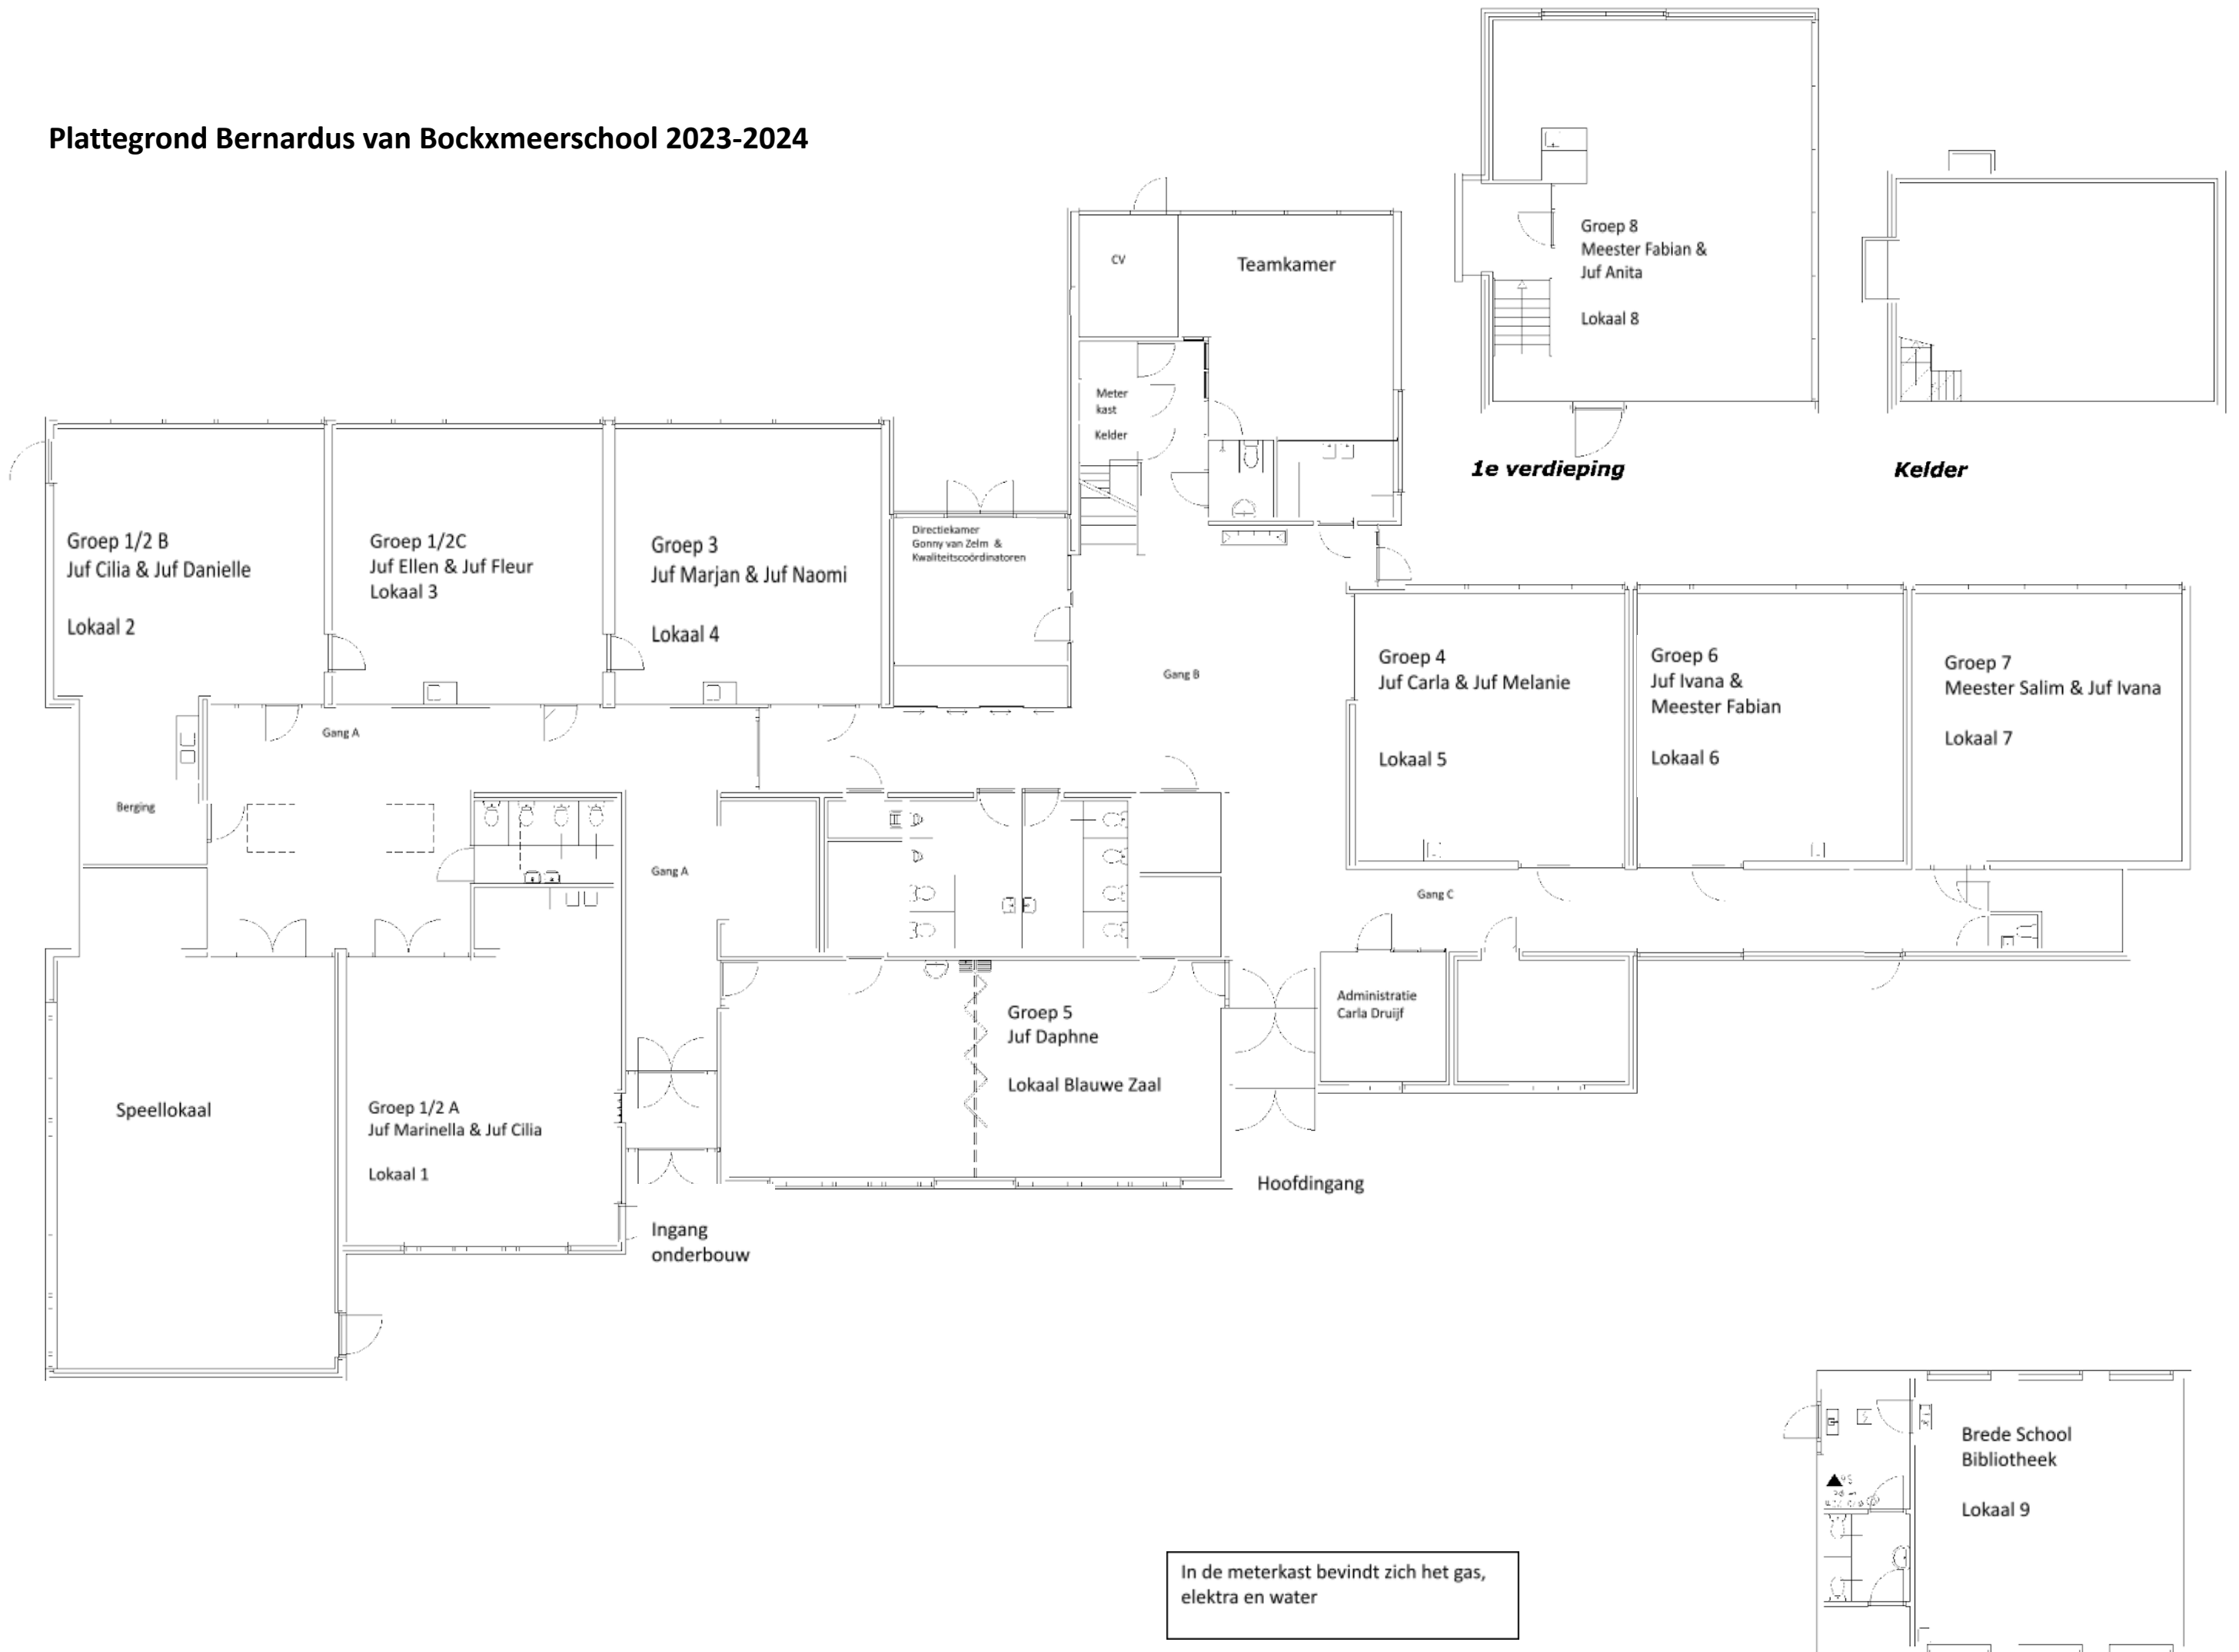 Plattegrond Bernardus van Bockxmeerschool 2023-2024
Groep 8
Meester Fabian &
Juf Anita
Lokaal 8
1e verdieping
Kelder
CV
Teamkamer
Meter
kast
Kelder
Groep 1/2 B
Juf Cilia & Juf Danielle
Lokaal 2
Groep 1/2C
Juf Ellen & Juf Fleur
Lokaal 3
Groep 3
Juf Marjan & Juf Naomi
Lokaal 4
Directiekamer
Gonny van Zelm &
Kwaliteitscoördinatoren
Gang B
Groep 4
Juf Carla & Juf Melanie
Lokaal 5
Groep 6
Juf Ivana &
Meester Fabian
Lokaal 6
Groep 7
Meester Salim & Juf Ivana
Lokaal 7
Gang A
Berging
Gang A
Gang C
Speellokaal
Groep 1/2 A
Juf Marinella & Juf Cilia
Lokaal 1
Groep 5
Juf Daphne
Lokaal Blauwe Zaal
Administratie
Carla Druijf
Hoofdingang
Ingang
onderbouw
Brede School
Bibliotheek
Lokaal 9
In de meterkast bevindt zich het gas,
elektra en water